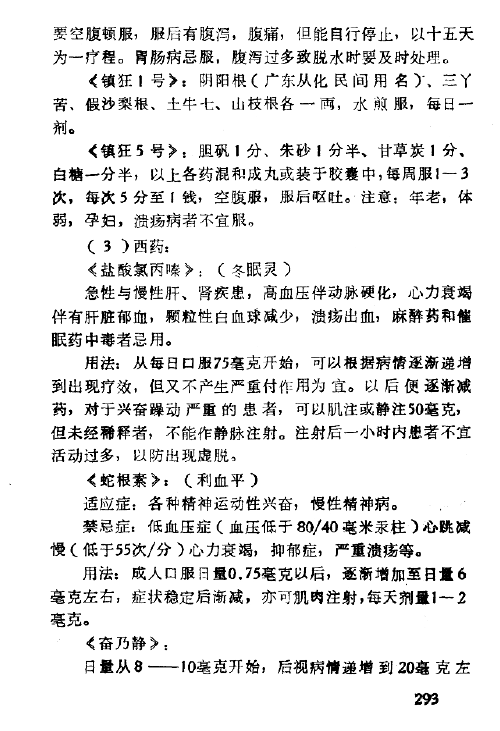 要空腹顿服，服后有腹泻，腹痛，但能自行停止，以十五天
为一疗程。胃肠病忌服，腹泻过多致脱水时要及时处理。
《镇狂1号》：阴阳根（广东从化民间用名）、三丫
苦、假沙梨根、土牛七、山枝根各一两，水煎服，每日一
剂。
《镇狂5号》：胆矾1分、朱砂1分半、甘草炭1分、
白糖一分半，以上各药混和成丸或装于胶囊中，每周服1—3
次，每次5分至1钱，空腹服，服后呕吐。注意：年老，体
弱，孕妇，溃疡病者不宜服。
（3）西药：
《盐酸氯丙嗪》：（冬眠灵）
急性与慢性肝、肾疾患，高血压伴动脉硬化，心力衰竭
伴有肝脏郁血，颗粒性白血球减少，溃疡出血，麻醉药和催
眠药中毒者忌用。
用法：从每日口服75毫克开始，可以根据病情逐渐递增
到出现疗效，但又不产生严重付作用为宜。以后便逐渐减
药，对于兴奋躁动严重的患者，可以肌注或静注50毫克，
但未经稀释者，不能作静脉注射。注射后一小时内患者不宜
活动过多，以防出现虚脱。
《蛇根素》：（利血平）
适应症：各种精神运动性兴奋，慢性精神病。
禁忌症：低血压症（血压低于80/40毫米汞柱）心跳减
慢（低于55次/分）心力衰竭，抑郁症，严重溃疡等。
用法：成人口服日量0.75毫克以后，逐渐增加至日量6
毫克左右，症状稳定后渐减，亦可肌肉注射，每天剂量1—2
毫克。
《奋乃静》：
日量从8——10毫克开始，后视病情递增到20毫克左
293